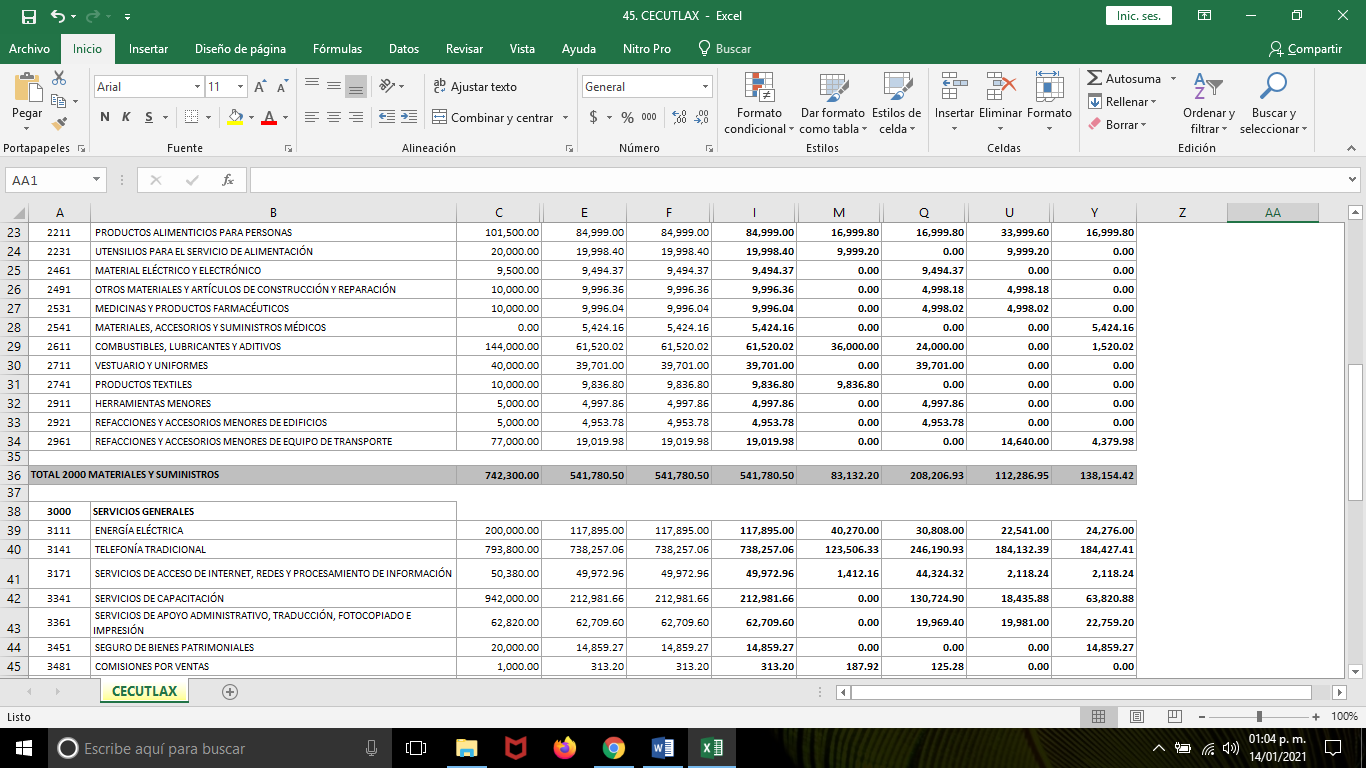 45. CECUTLAX - Excel
Inic. ses.
Archivo Inicio Insertar Diseño de página Fórmulas Datos Revisar Vista Ayuda Nitro Pro Buscar Compartir
Pegar
Portapapeles
Arial 11
N K S
Fuente
Ajustar texto
Combinar y centrar
Alineación
General
$ % 000
Número
Formato condicional
Dar formato como tabla
Estilos de celda
Estilos
Insertar Eliminar Formato
Celdas
Autosuma
Rellenar
Borrar
Ordenar y filtrar
Buscar y seleccionar
Edición
AA1 fx
A B C E F I M Q U Y Z AA
23 2211 PRODUCTOS ALIMENTICIOS PARA PERSONAS 101,500.00 84,999.00 84,999.00 84,999.00 16,999.80 16,999.80 33,999.60 16,999.80
24 2231 UTENSILIOS PARA EL SERVICIO DE ALIMENTACIÓN 20,000.00 19,998.40 19,998.40 19,998.40 9,999.20 0.00 9,999.20 0.00
25 2461 MATERIAL ELÉCTRICO Y ELECTRÓNICO 9,500.00 9,494.37 9,494.37 9,494.37 0.00 9,494.37 0.00 0.00
26 2491 OTROS MATERIALES Y ARTÍCULOS DE CONSTRUCCIÓN Y REPARACIÓN 10,000.00 9,996.36 9,996.36 9,996.36 0.00 4,998.18 4,998.18 0.00
27 2531 MEDICINAS Y PRODUCTOS FARMACÉUTICOS 10,000.00 9,996.04 9,996.04 9,996.04 0.00 4,998.02 4,998.02 0.00
28 2541 MATERIALES, ACCESORIOS Y SUMINISTROS MÉDICOS 0.00 5,424.16 5,424.16 5,424.16 0.00 0.00 0.00 5,424.16
29 2611 COMBUSTIBLES, LUBRICANTES Y ADITIVOS 144,000.00 61,520.02 61,520.02 61,520.02 36,000.00 24,000.00 0.00 1,520.02
30 2711 VESTUARIO Y UNIFORMES 40,000.00 39,701.00 39,701.00 39,701.00 0.00 39,701.00 0.00 0.00
31 2741 PRODUCTOS TEXTILES 10,000.00 9,836.80 9,836.80 9,836.80 9,836.80 0.00 0.00 0.00
32 2911 HERRAMIENTAS MENORES 5,000.00 4,997.86 4,997.86 4,997.86 0.00 4,997.86 0.00 0.00
33 2921 REFACCIONES Y ACCESORIOS MENORES DE EDIFICIOS 5,000.00 4,953.78 4,953.78 4,953.78 0.00 4,953.78 0.00 0.00
34 2961 REFACCIONES Y ACCESORIOS MENORES DE EQUIPO DE TRANSPORTE 77,000.00 19,019.98 19,019.98 19,019.98 0.00 0.00 14,640.00 4,379.98
35
36 TOTAL 2000 MATERIALES Y SUMINISTROS 742,300.00 541,780.50 541,780.50 541,780.50 83,132.20 208,206.93 112,286.95 138,154.42
37
38 3000 SERVICIOS GENERALES
39 3111 ENERGÍA ELÉCTRICA 200,000.00 117,895.00 117,895.00 117,895.00 40,270.00 30,808.00 22,541.00 24,276.00
40 3141 TELEFONÍA TRADICIONAL 793,800.00 738,257.06 738,257.06 738,257.06 123,506.33 246,190.93 184,132.39 184,427.41
41 3171 SERVICIOS DE ACCESO DE INTERNET, REDES Y PROCESAMIENTO DE INFORMACIÓN 50,380.00 49,972.96 49,972.96 49,972.96 1,412.16 44,324.32 2,118.24 2,118.24
42 3341 SERVICIOS DE CAPACITACIÓN 942,000.00 212,981.66 212,981.66 212,981.66 0.00 130,724.90 18,435.88 63,820.88
43 3361 SERVICIOS DE APOYO ADMINISTRATIVO, TRADUCCIÓN, FOTOCOPIADO E
IMPRESIÓN 62,820.00 62,709.60 62,709.60 62,709.60 0.00 19,969.40 19,981.00 22,759.20
44 3451 SEGURO DE BIENES PATRIMONIALES 20,000.00 14,859.27 14,859.27 14,859.27 0.00 0.00 0.00 14,859.27
45 3481 COMISIONES POR VENTAS 1,000.00 313.20 313.20 313.20 187.92 125.28 0.00 0.00
CECUTLAX
Listo 100%
Escribe aquí para buscar
01:04 p. m.
14/01/2021